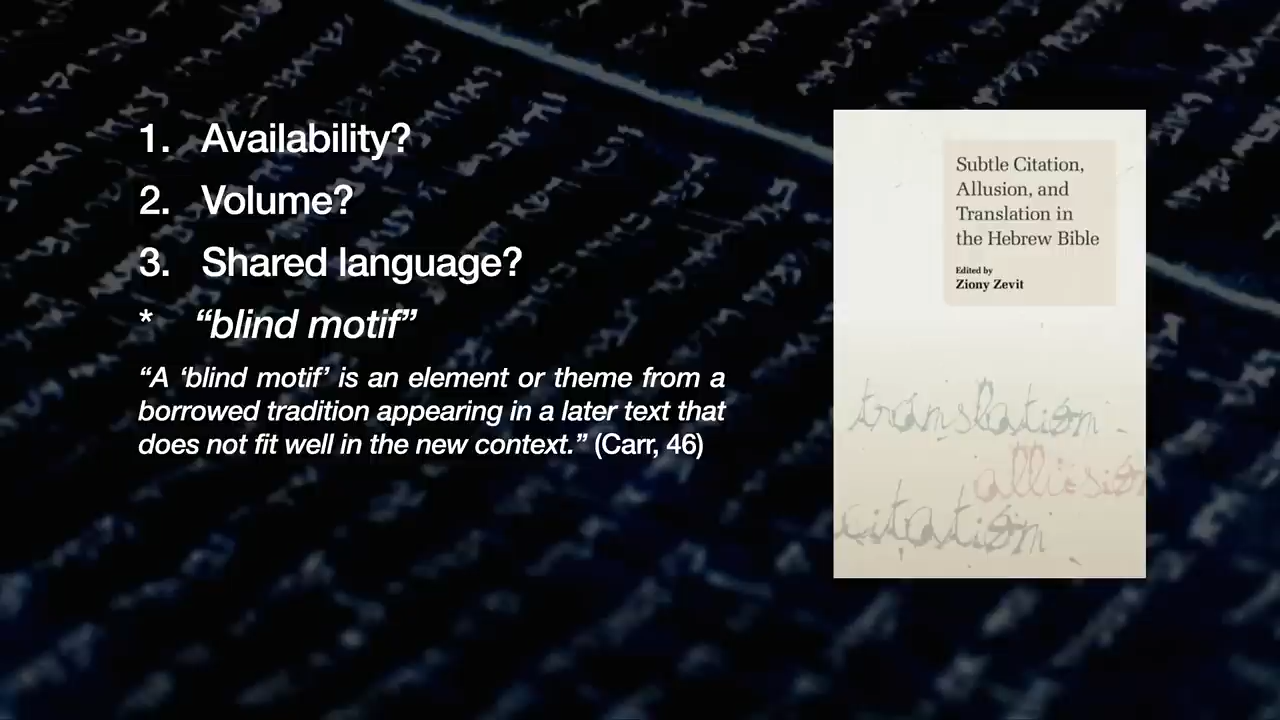 1. Availability?
2. Volume?
3. Shared language?
* “blind motif”
“A ‘blind motif’ is an element or theme from a
borrowed tradition appearing in a later text that
does not fit well in the new context.” (Carr, 46)
Subtle Citation,
Allusion, and
Translation in
the Hebrew Bible
Edited by
Ziony Zevit
translation
allusion
citation